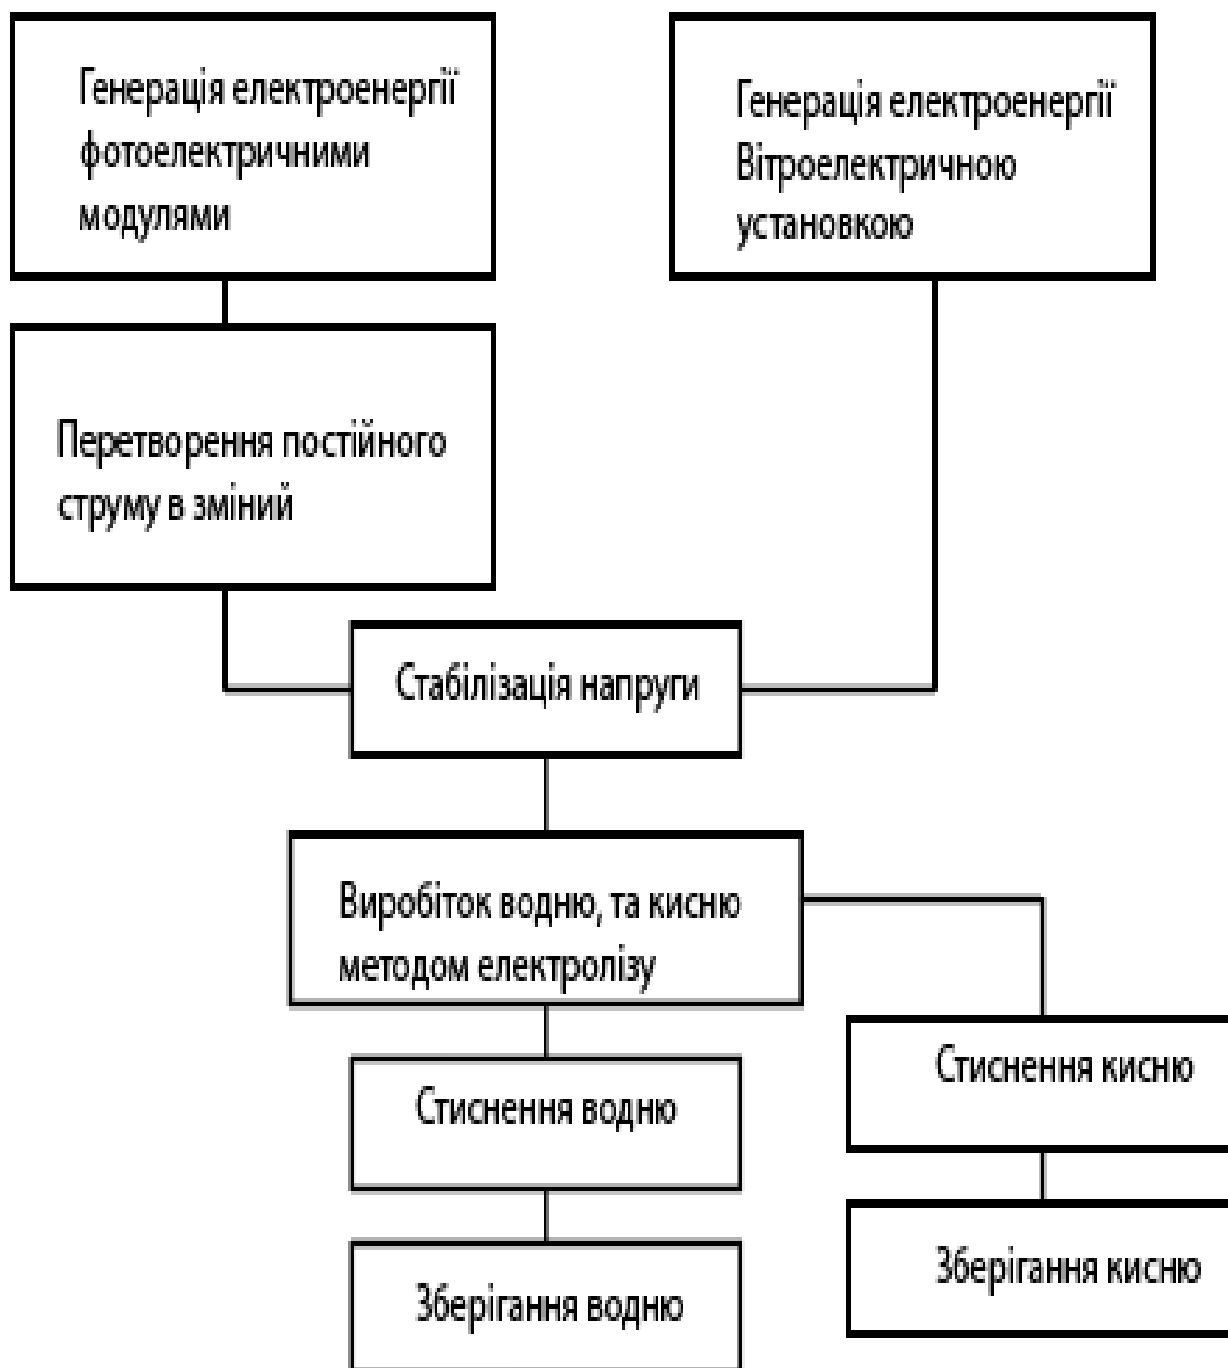 Генерація електроенергії
фотоелектричними
модулями
Генерація електроенергії
Вітроелектричною
установкою
Перетворення постійного
струму в зміний
Стабілізація напруги
Виробіток водню, та кисню
методом електролізу
Стиснення водню
Стиснення кисню
Зберігання водню
Зберігання кисню